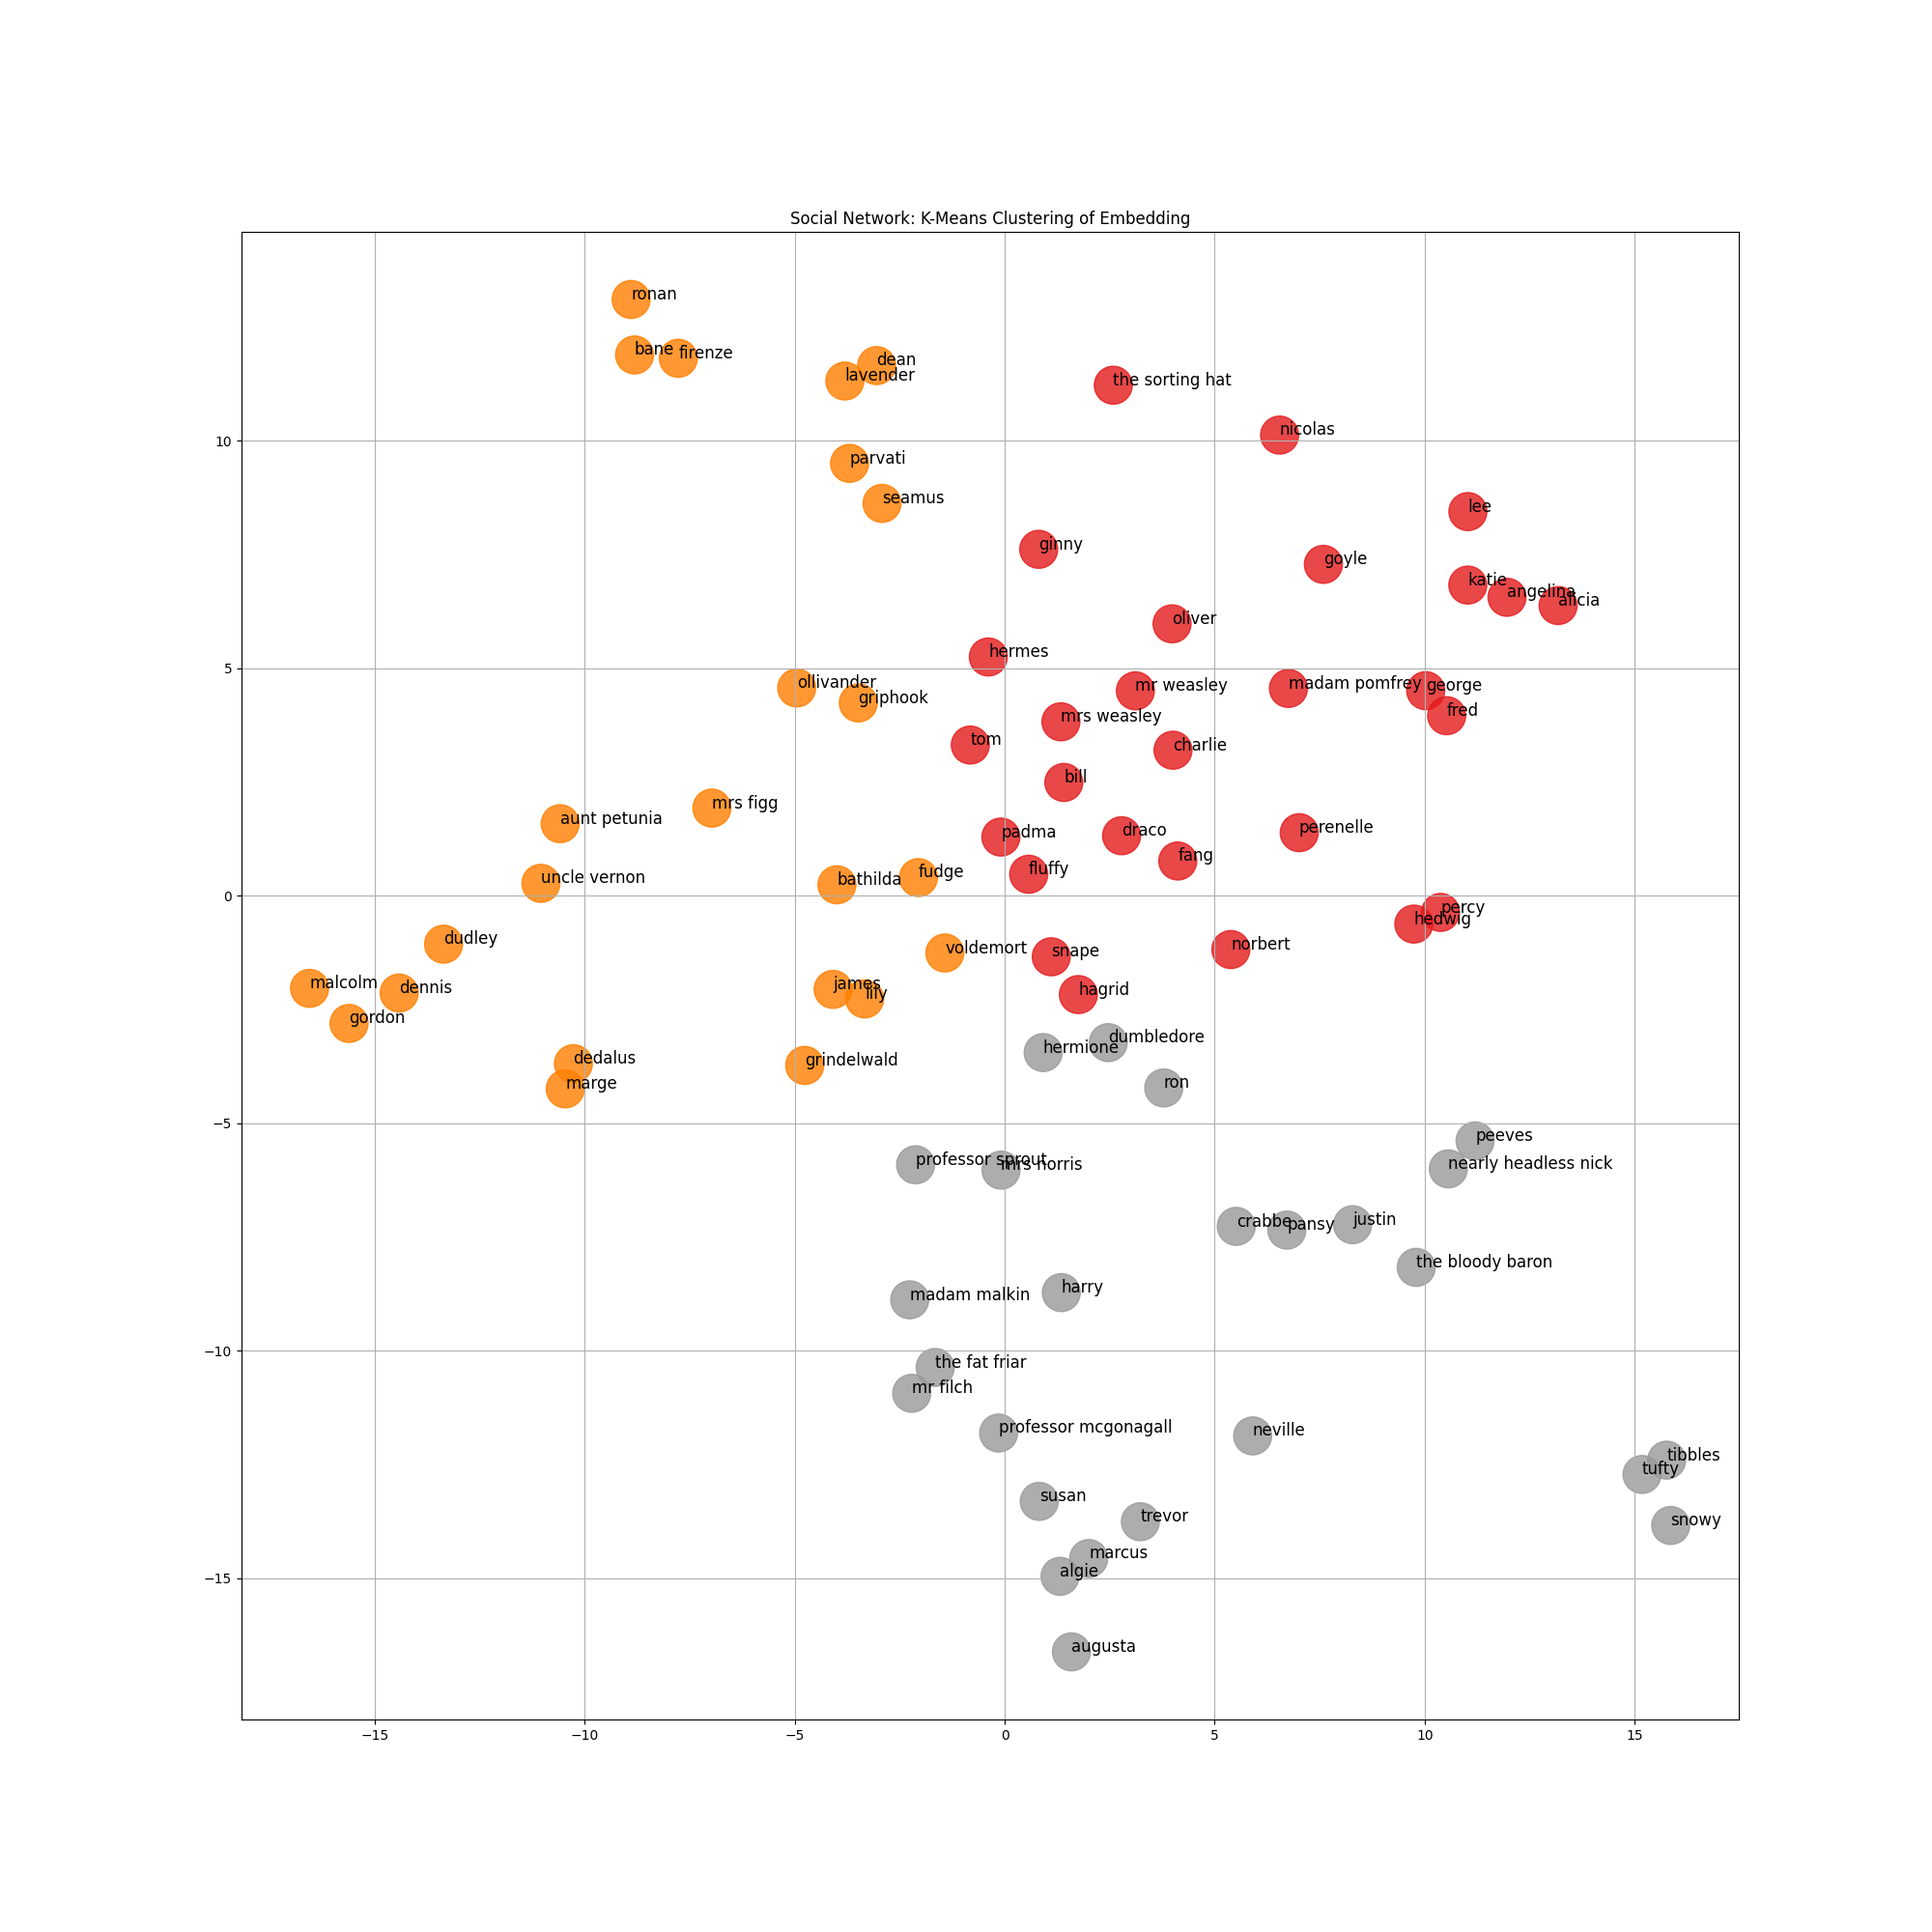 Social Network: K-Means Clustering of Embedding
ronan
bane
firenze
dean
lavender
the sorting hat
10
nicolas
parvati
seamus
lee
ginny
goyle
katie
angelina
alicia
oliver
hermes
5
ollivander
griphook
mr weasley
madam pomfrey
george
mrs weasley
fred
tom
charlie
bill
mrs figg
aunt petunia
padma
draco
perenelle
fang
uncle vernon
bathilda
fudge
fluffy
0
percy
hedwig
dudley
voldemort
snape
norbert
malcolm
dennis
james
lily
hagrid
gordon
dumbledore
hermione
dedalus
grindelwald
marge
ron
−5
peeves
professor sprout
mrs norris
nearly headless nick
crabbe
pansy
justin
the bloody baron
madam malkin
harry
−10
the fat friar
mr filch
professor mcgonagall
neville
tibbles
tufty
susan
trevor
snowy
marcus
algie
−15
augusta
−15 −10 −5 0 5 10 15